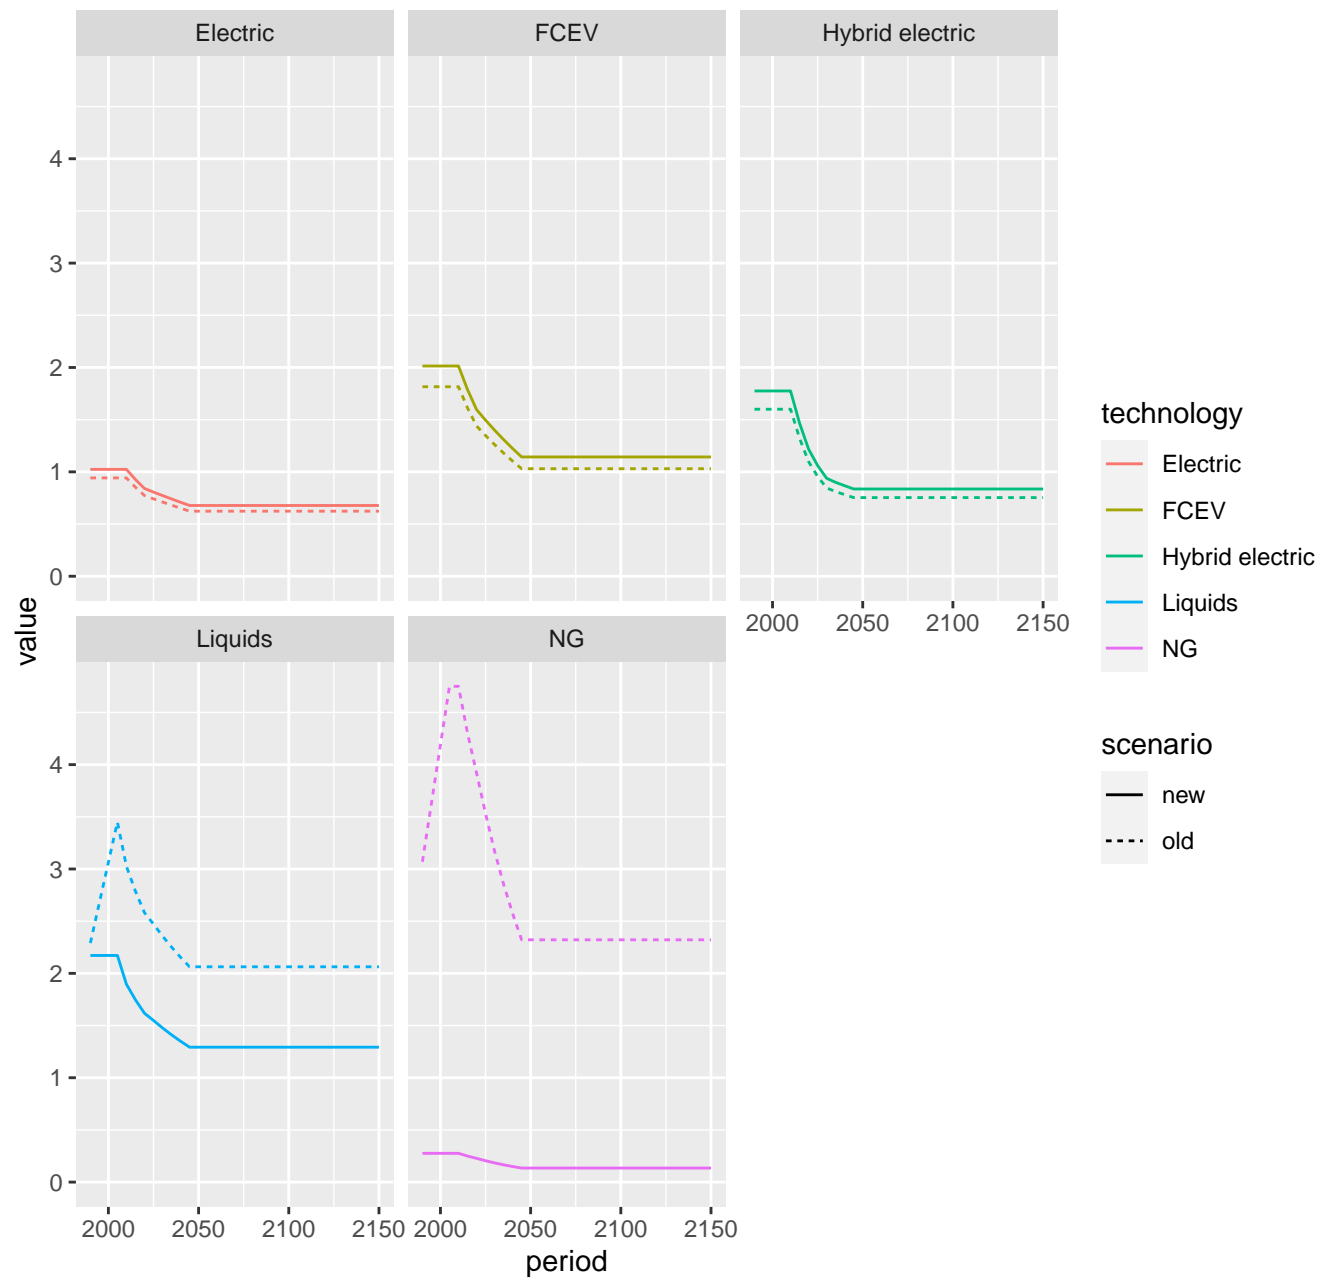 Electric
FCEV
Hybrid electric
4
3
2
1
0
2000 2050 2100 2150
value
Liquids
NG
4
3
2
1
0
2000 2050 2100 2150
2000 2050 2100 2150
period
technology
Electric
FCEV
Hybrid electric
Liquids
NG
scenario
new
old